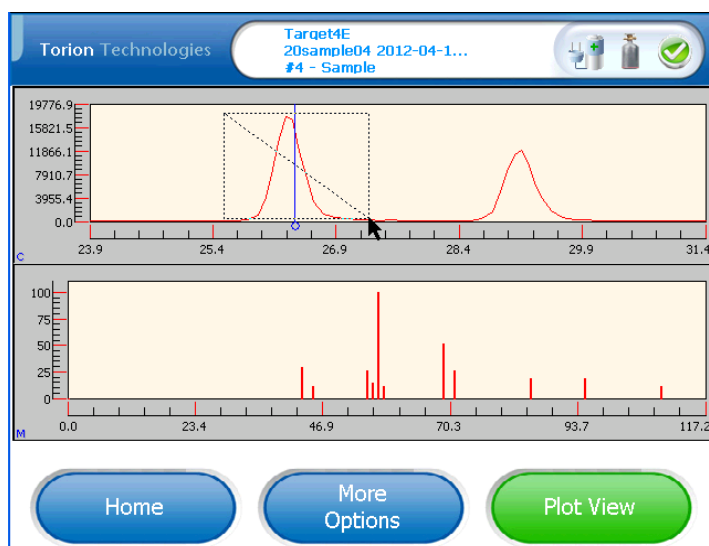 Torion Technologies
Target4E
20sample04 2012-04-1...
#4 - Sample
19776.9
15821.5
11866.1
7910.7
3955.4
0.0
23.9 25.4 26.9 28.4 29.9 31.4
C
100
75
50
25
0
0.0 23.4 46.9 70.3 93.7 117.2
M
Home
More
Options
Plot View